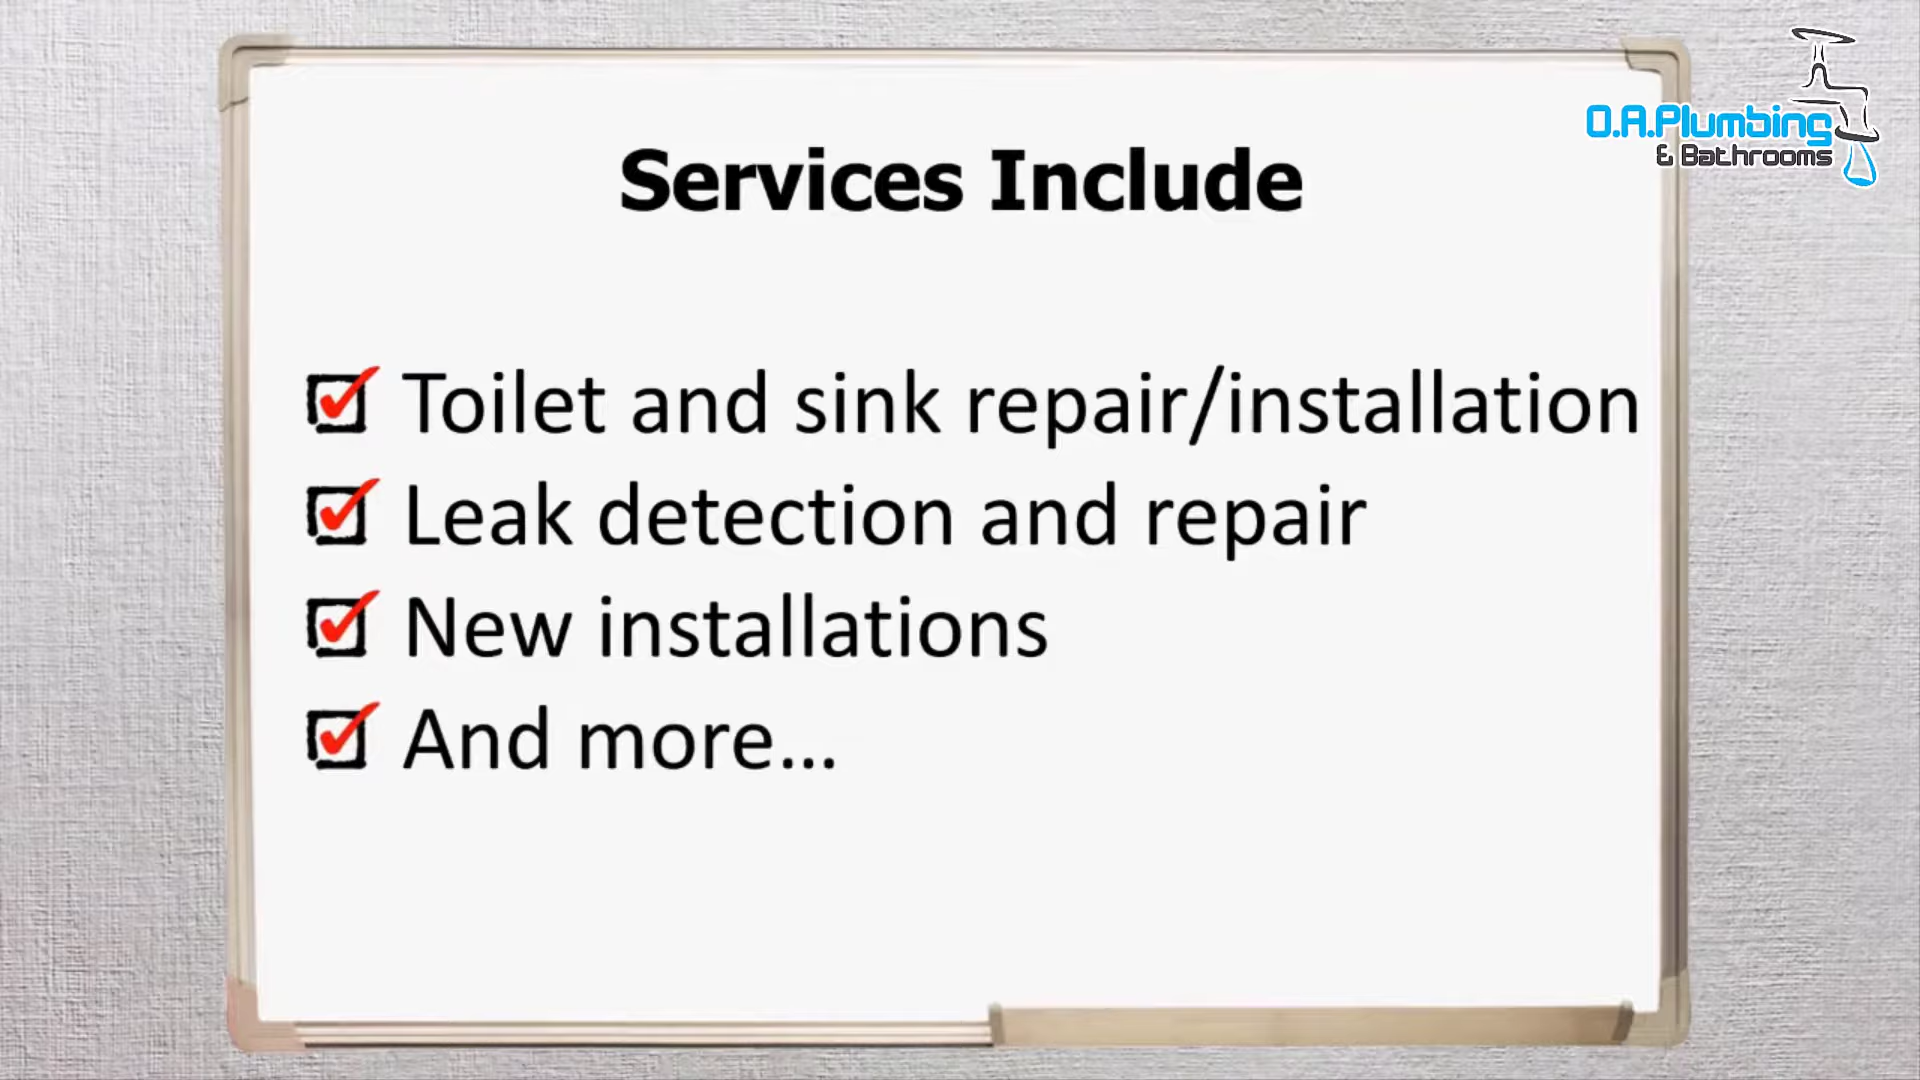 O.A.Plumbing
& Bathrooms
Services Include
Toilet and sink repair/installation
Leak detection and repair
New installations
And more...